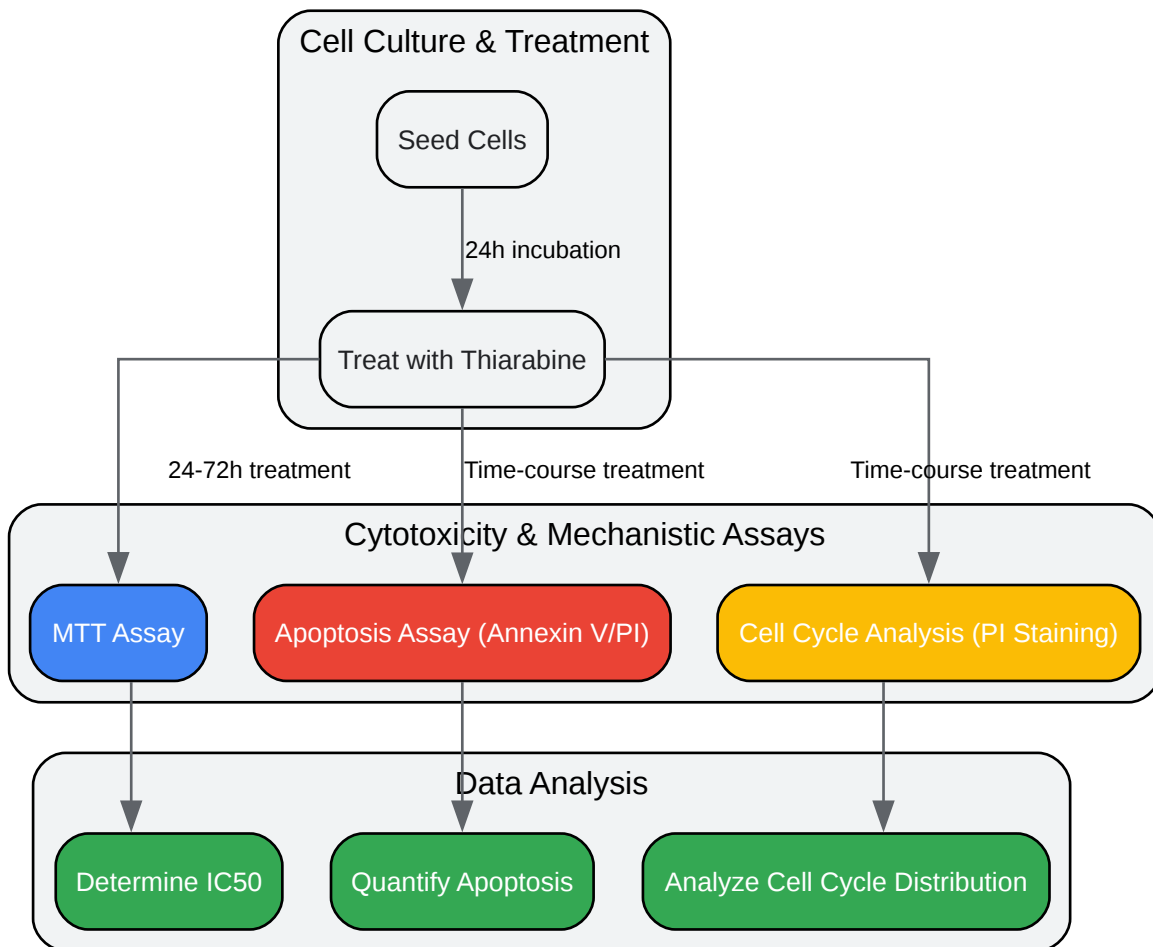 Cell Culture & Treatment
Seed Cells
24h incubation
Treat with Thiarabine
24-72h treatment
Time-course treatment
Time-course treatment
Cytotoxicity & Mechanistic Assays
MTT Assay
Apoptosis Assay (Annexin V/PI)
Cell Cycle Analysis (PI Staining)
Data Analysis
Determine IC50
Quantify Apoptosis
Analyze Cell Cycle Distribution